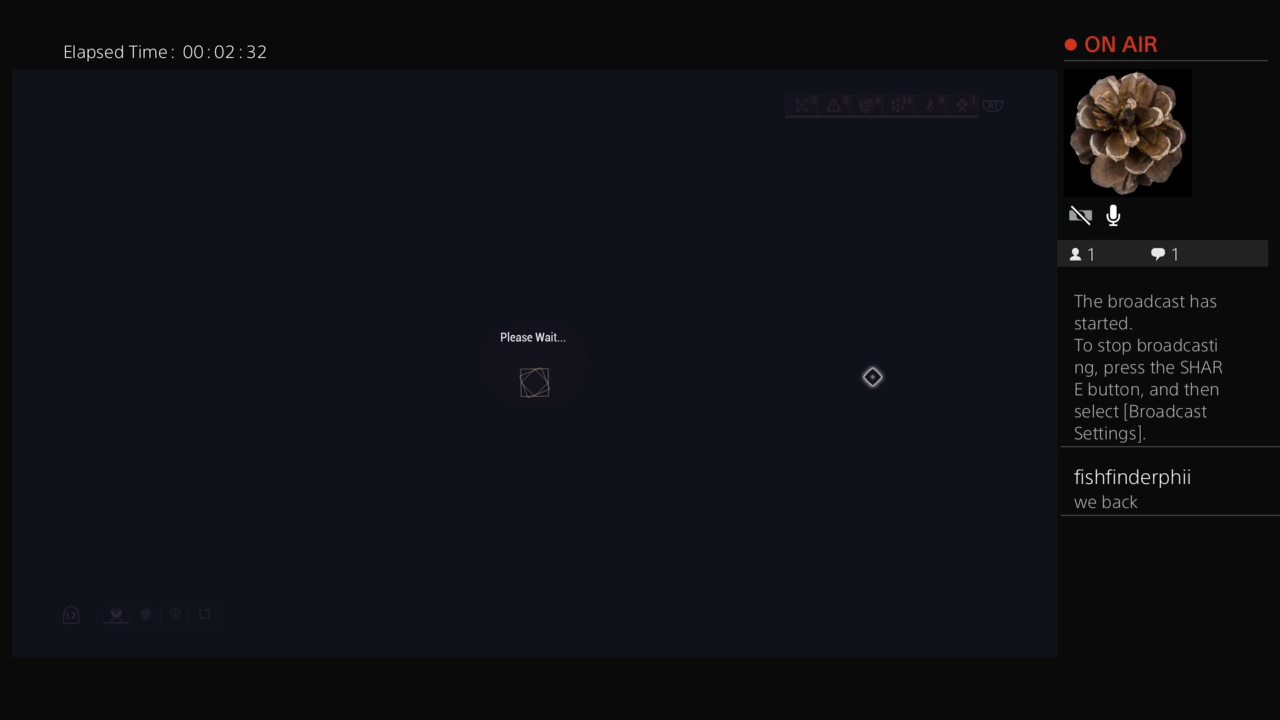 Elapsed Time: 00:02:32
ON AIR
Please Wait...
L2
1
1
The broadcast has
started.
To stop broadcasti
ng, press the SHAR
E button, and then
select [Broadcast
Settings].
fishfinderphii
we back